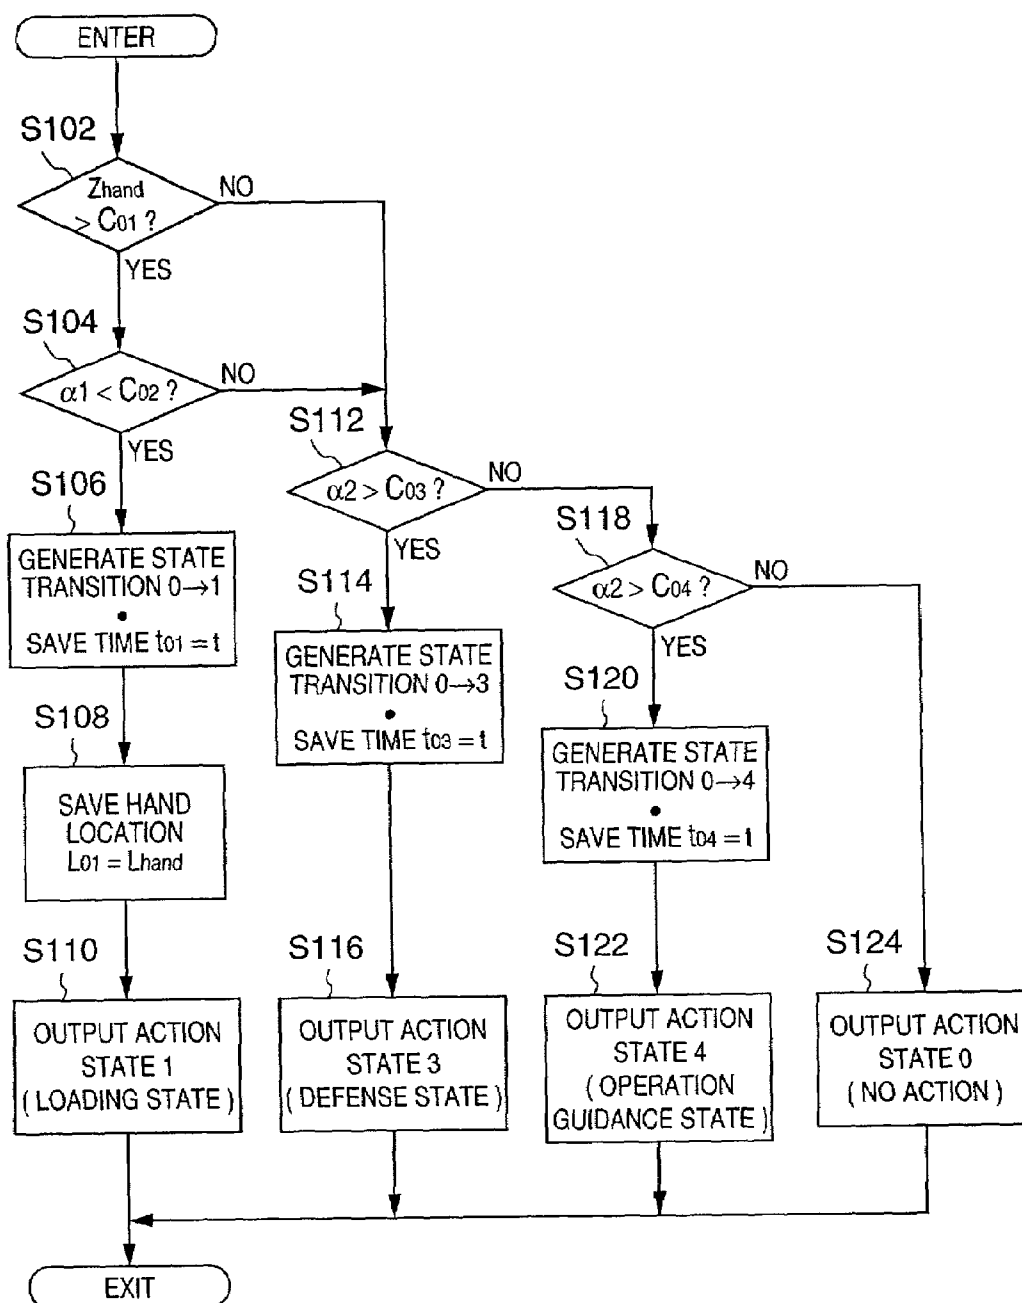 ENTER
S102
Zhand
> C01 ?
NO
YES
S104
α1 < C02 ?
NO
YES
S106
GENERATE STATE
TRANSITION 0→1
•
SAVE TIME t01 = t
S108
SAVE HAND
LOCATION
L01 = Lhand
S110
OUTPUT ACTION
STATE 1
( LOADING STATE )
S112
α2 > C03 ?
NO
YES
S114
GENERATE STATE
TRANSITION 0→3
•
SAVE TIME t03 = t
S116
OUTPUT ACTION
STATE 3
( DEFENSE STATE )
S118
α2 > C04 ?
NO
YES
S120
GENERATE STATE
TRANSITION 0→4
•
SAVE TIME t04 = t
S122
OUTPUT ACTION
STATE 4
( OPERATION
GUIDANCE STATE )
S124
OUTPUT ACTION
STATE 0
( NO ACTION )
EXIT